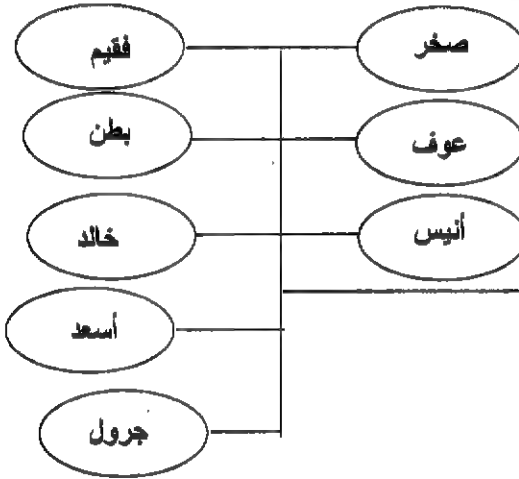 صخر
فقيم
عوف
بطن
أنيس
خالد
أسعد
جرول